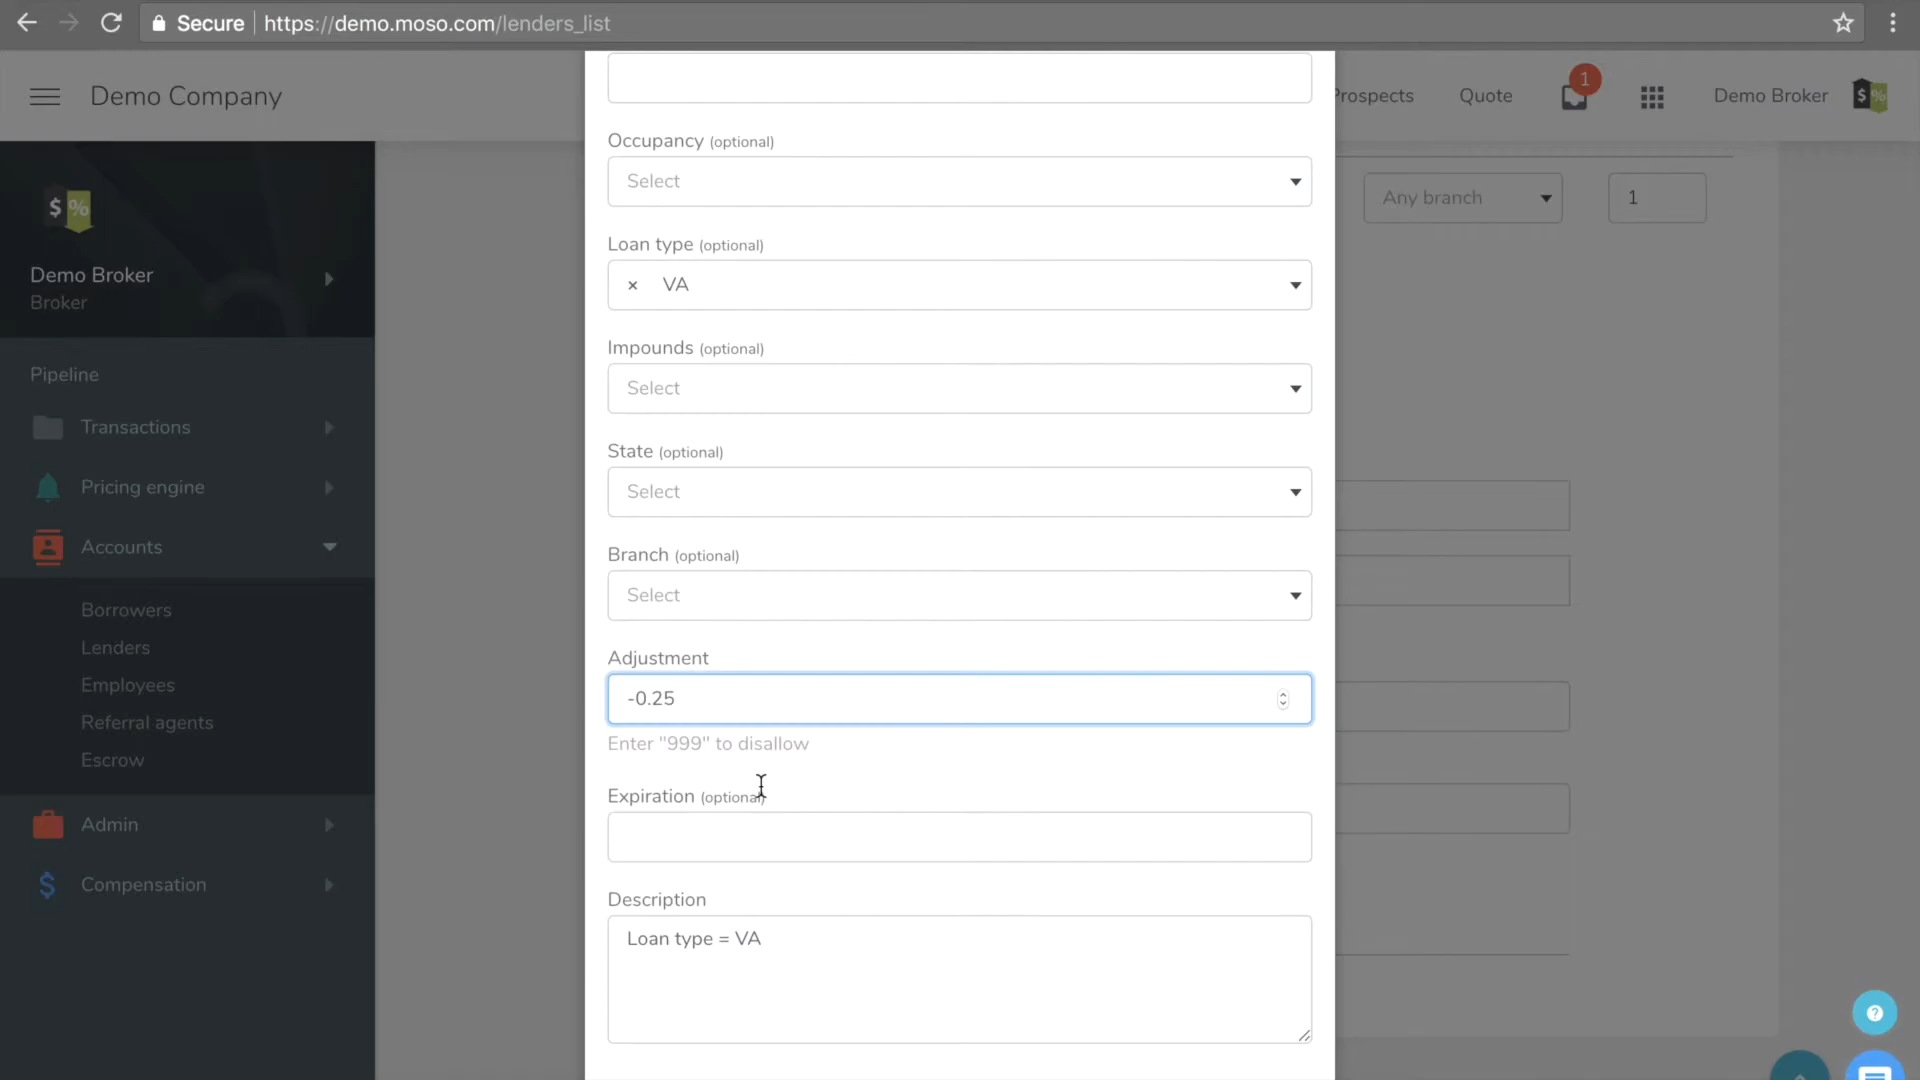 Secure https://demo.moso.com/lenders_list
Demo Company
Prospects
Quote
1
Demo Broker
$ %
$ %
Demo Broker
Broker
Pipeline
Transactions
Pricing engine
Accounts
Borrowers
Lenders
Employees
Referral agents
Escrow
Admin
$ Compensation
Occupancy (optional)
Select
Loan type (optional)
× VA
Impounds (optional)
Select
State (optional)
Select
Branch (optional)
Select
Adjustment
-0.25
Enter "999" to disallow
Expiration (optional)
Description
Loan type = VA
Any branch
1
?